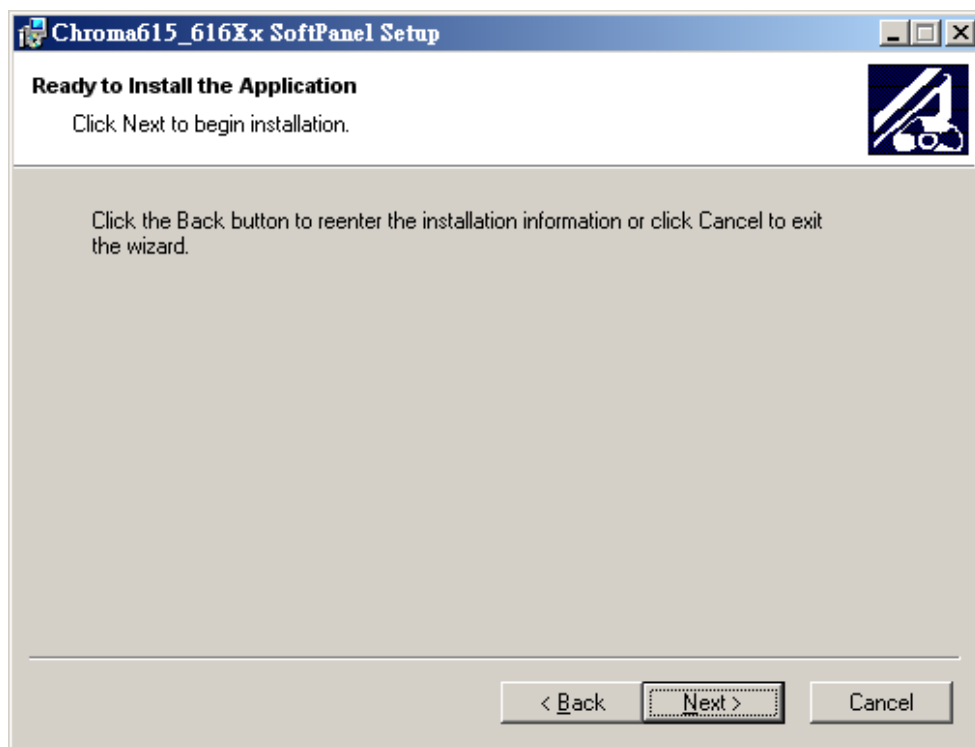 Chroma615_616Xx SoftPanel Setup
Ready to Install the Application
Click Next to begin installation.
Click the Back button to reenter the installation information or click Cancel to exit
the wizard.
< Back Next > Cancel